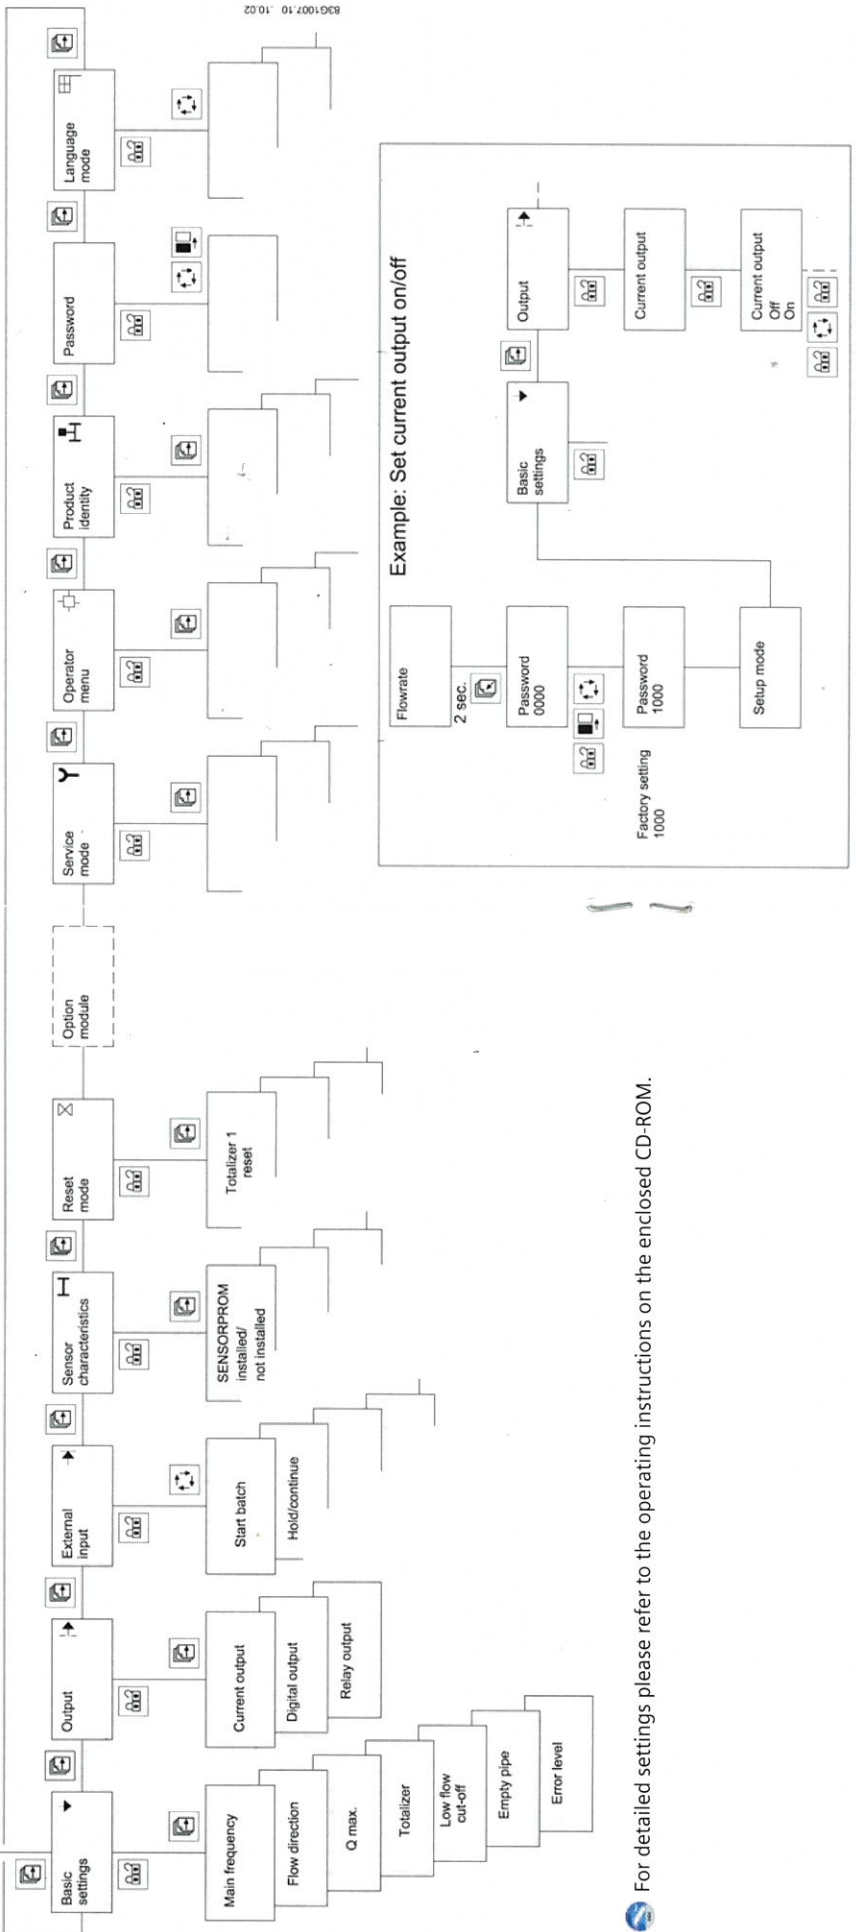 Basic
settings
Output
External
input
Sensor
characteristics
Reset
mode
Option
module
Service
mode
Operator
menu
Product
identity
Password
Language
mode
Main frequency
Flow direction
Q max.
Totalizer
Low flow
cut-off
Empty pipe
Error level
Current output
Digital output
Relay output
Start batch
Hold/continue
SENSORPROM
installed/
not installed
Totalizer 1
reset
Example: Set current output on/off
Flowrate
2 sec.
Password
0000
Factory setting
1000
Password
1000
Setup mode
Basic
settings
Output
Current output
Current output
Off
On
For detailed settings please refer to the operating instructions on the enclosed CD-ROM.
83G1007.10 .10.02